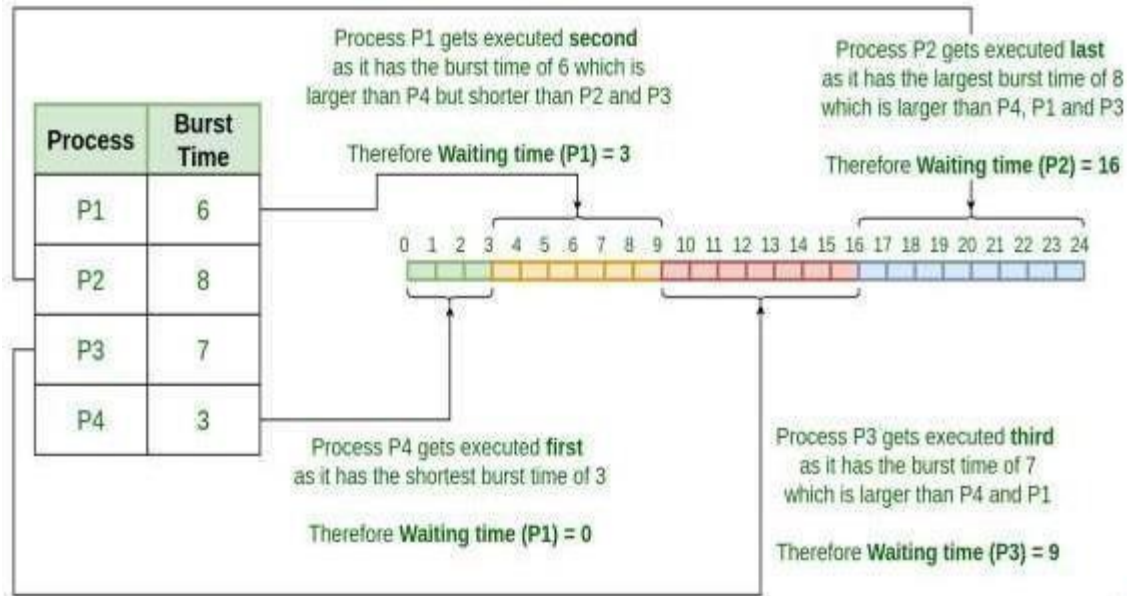 Process P1 gets executed second
as it has the burst time of 6 which is
larger than P4 but shorter than P2 and P3
Therefore Waiting time (P1) = 3
Process P2 gets executed last
as it has the largest burst time of 8
which is larger than P4, P1 and P3
Therefore Waiting time (P2) = 16
Process Burst Time
P1 6
P2 8
P3 7
P4 3
0 1 2 3 4 5 6 7 8 9 10 11 12 13 14 15 16 17 18 19 20 21 22 23 24
Process P4 gets executed first
as it has the shortest burst time of 3
Therefore Waiting time (P1) = 0
Process P3 gets executed third
as it has the burst time of 7
which is larger than P4 and P1
Therefore Waiting time (P3) = 9